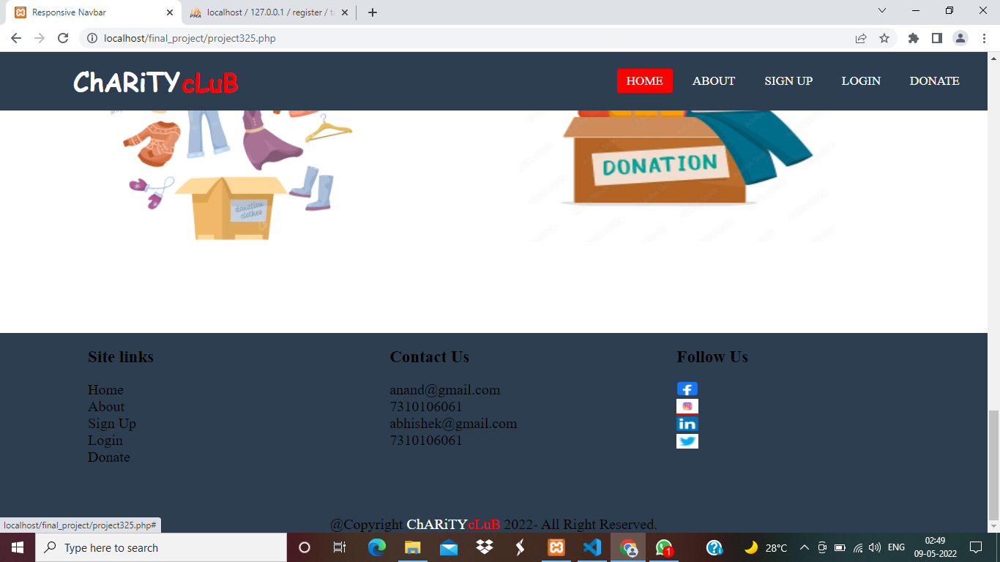 Responsive Navbar
localhost / 127.0.0.1 / register / ta
localhost/final_project/project325.php
ChARiTYcLuB
HOME ABOUT SIGN UP LOGIN DONATE
donation
clothes
DONATION
Site links
Home
About
Sign Up
Login
Donate
Contact Us
anand@gmail.com
7310106061
abhishek@gmail.com
7310106061
Follow Us
@Copyright ChARiTYcLuB 2022- All Right Reserved.
localhost/final_project/project325.php#
Type here to search
1
28°C
ENG
02:49
09-05-2022